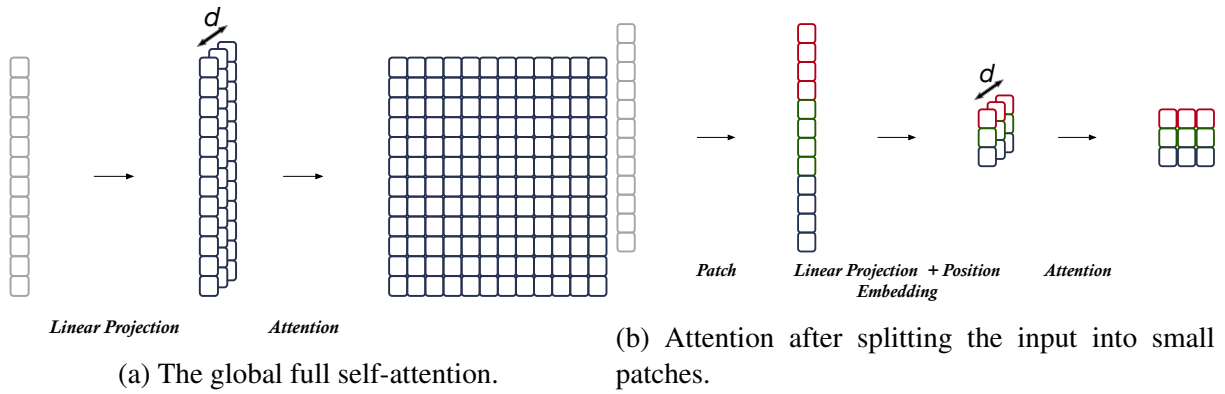 d
Linear Projection
Attention
(a) The global full self-attention.
d
Patch
Linear Projection + Position
Embedding
Attention
(b) Attention after splitting the input into small
patches.